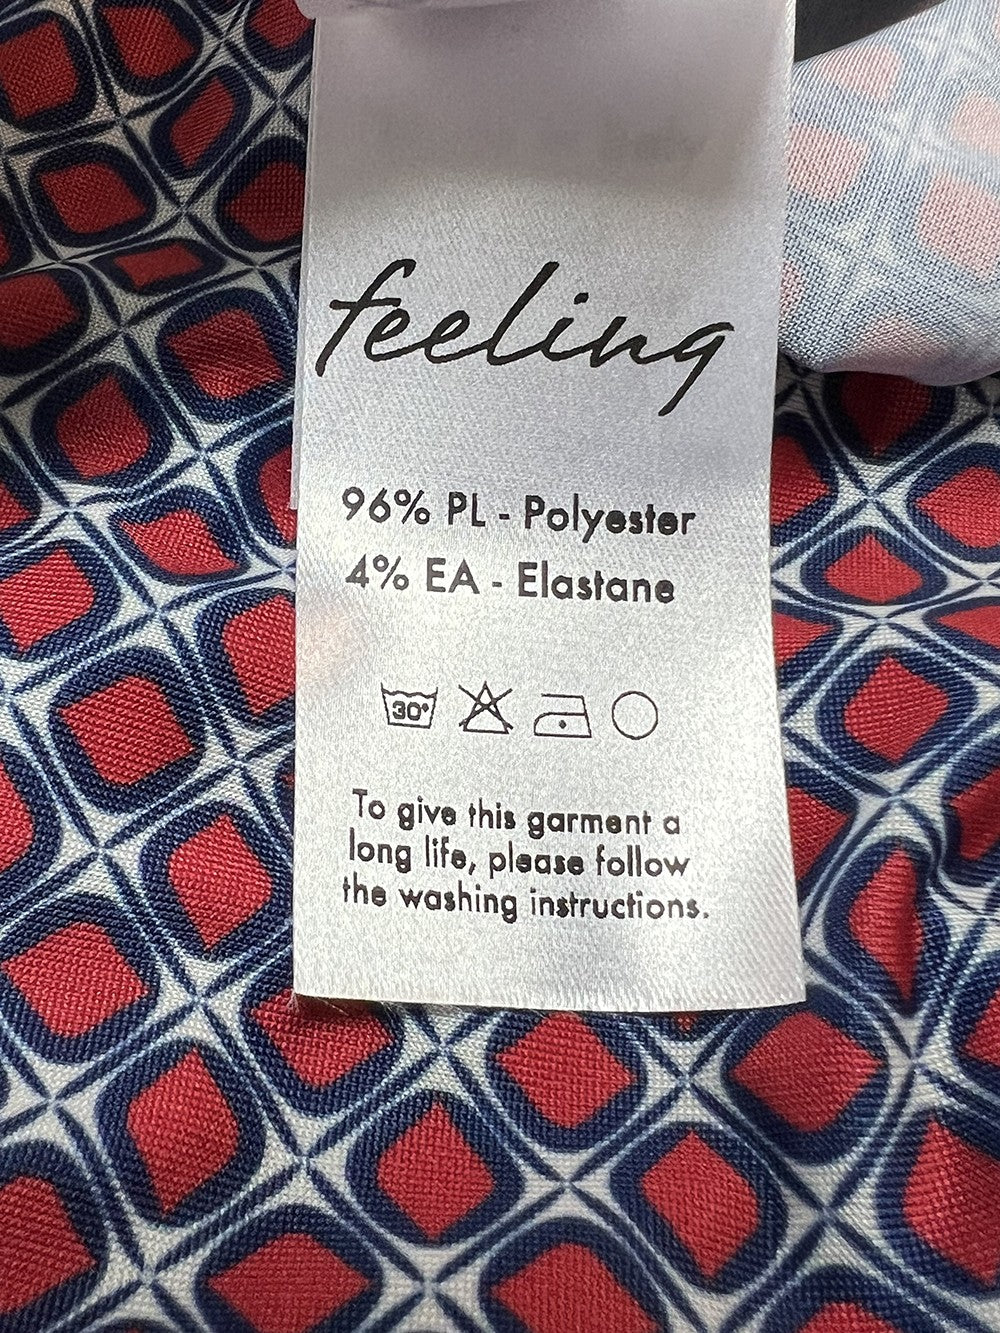 feeling
96% PL - Polyester
4% EA - Elastane
30°
To give this garment a
long life, please follow
the washing instructions.